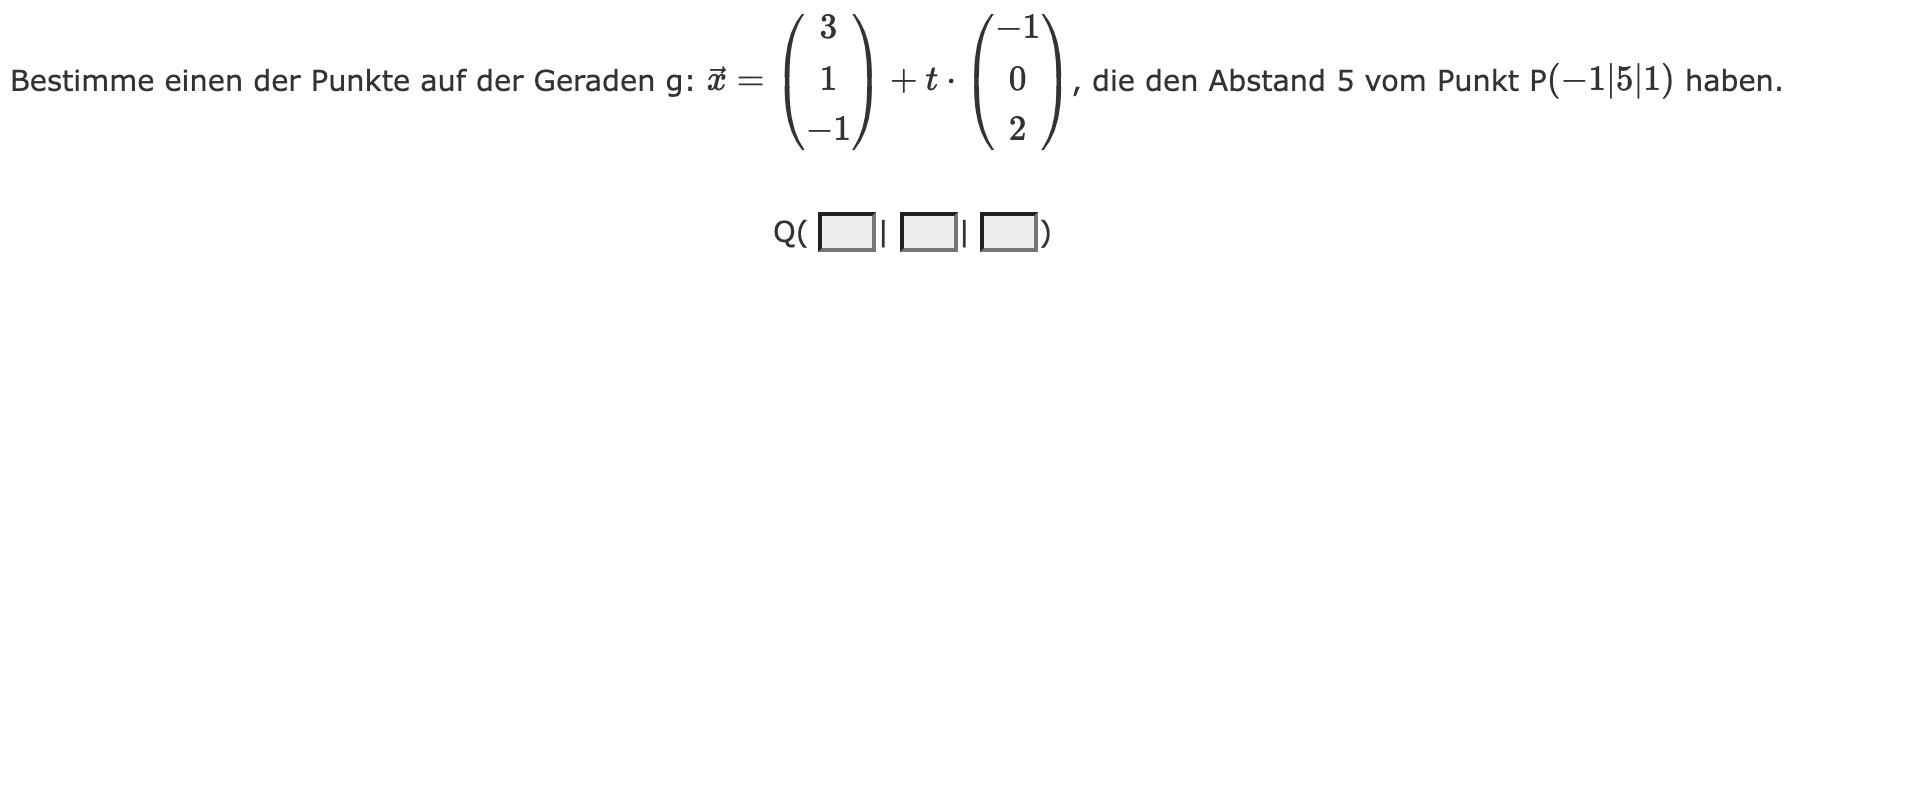 Bestimme einen der Punkte auf der Geraden g: $\vec{x} = \begin{pmatrix} 3 \\ 1 \\ -1 \end{pmatrix} + t \cdot \begin{pmatrix} -1 \\ 0 \\ 2 \end{pmatrix}$, die den Abstand 5 vom Punkt P$(-1|5|1)$ haben.
Q( | | )